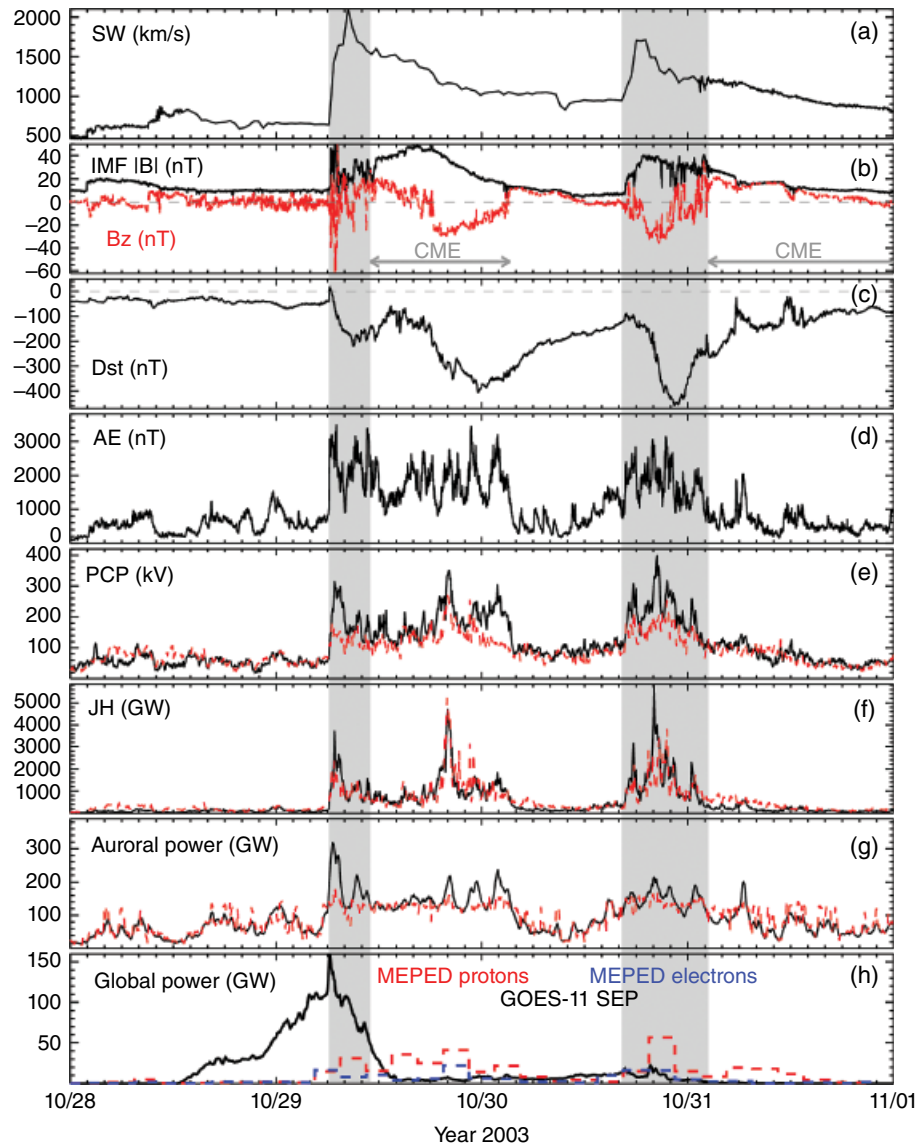 2000
1500
1000
500
SW (km/s)
(a)
40
20
0
−20
−40
−60
IMF |B| (nT)
Bz (nT)
CME
CME
(b)
0
−100
−200
−300
−400
Dst (nT)
(c)
3000
2000
1000
0
AE (nT)
(d)
400
300
200
100
PCP (kV)
(e)
5000
4000
3000
2000
1000
JH (GW)
(f)
300
200
100
Auroral power (GW)
(g)
150
100
50
Global power (GW)
MEPED protons
MEPED electrons
GOES-11 SEP
(h)
10/28
10/29
10/30
10/31
11/01
Year 2003